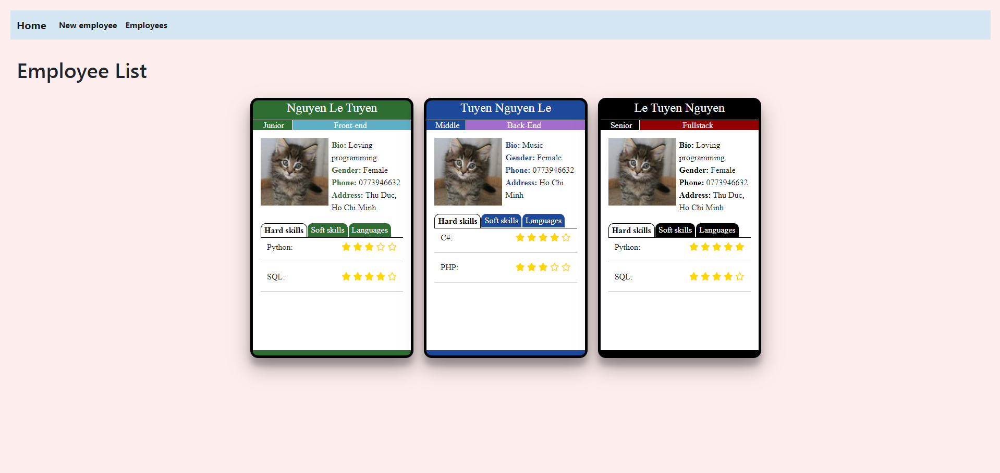 Home New employee Employees
Employee List
Nguyen Le Tuyen
Junior Front-end
Bio: Loving
programming
Gender: Female
Phone: 0773946632
Address: Thu Duc,
Ho Chi Minh
Hard skills Soft skills Languages
Python:
SQL:
Tuyen Nguyen Le
Middle Back-End
Bio: Music
Gender: Female
Phone: 0773946632
Address: Ho Chi
Minh
Hard skills Soft skills Languages
C#:
PHP:
Le Tuyen Nguyen
Senior Fullstack
Bio: Loving
programming
Gender: Female
Phone: 0773946632
Address: Thu Duc,
Ho Chi Minh
Hard skills Soft skills Languages
Python:
SQL: